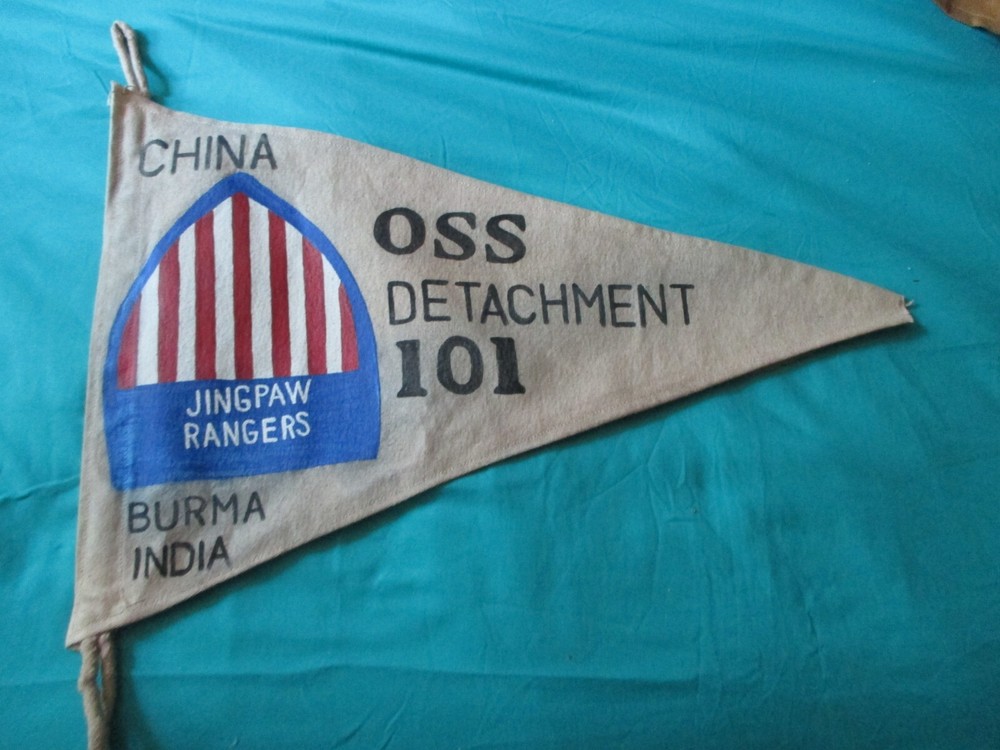 CHINA
OSS
DETACHMENT
101
JINGPAW
RANGERS
BURMA
INDIA